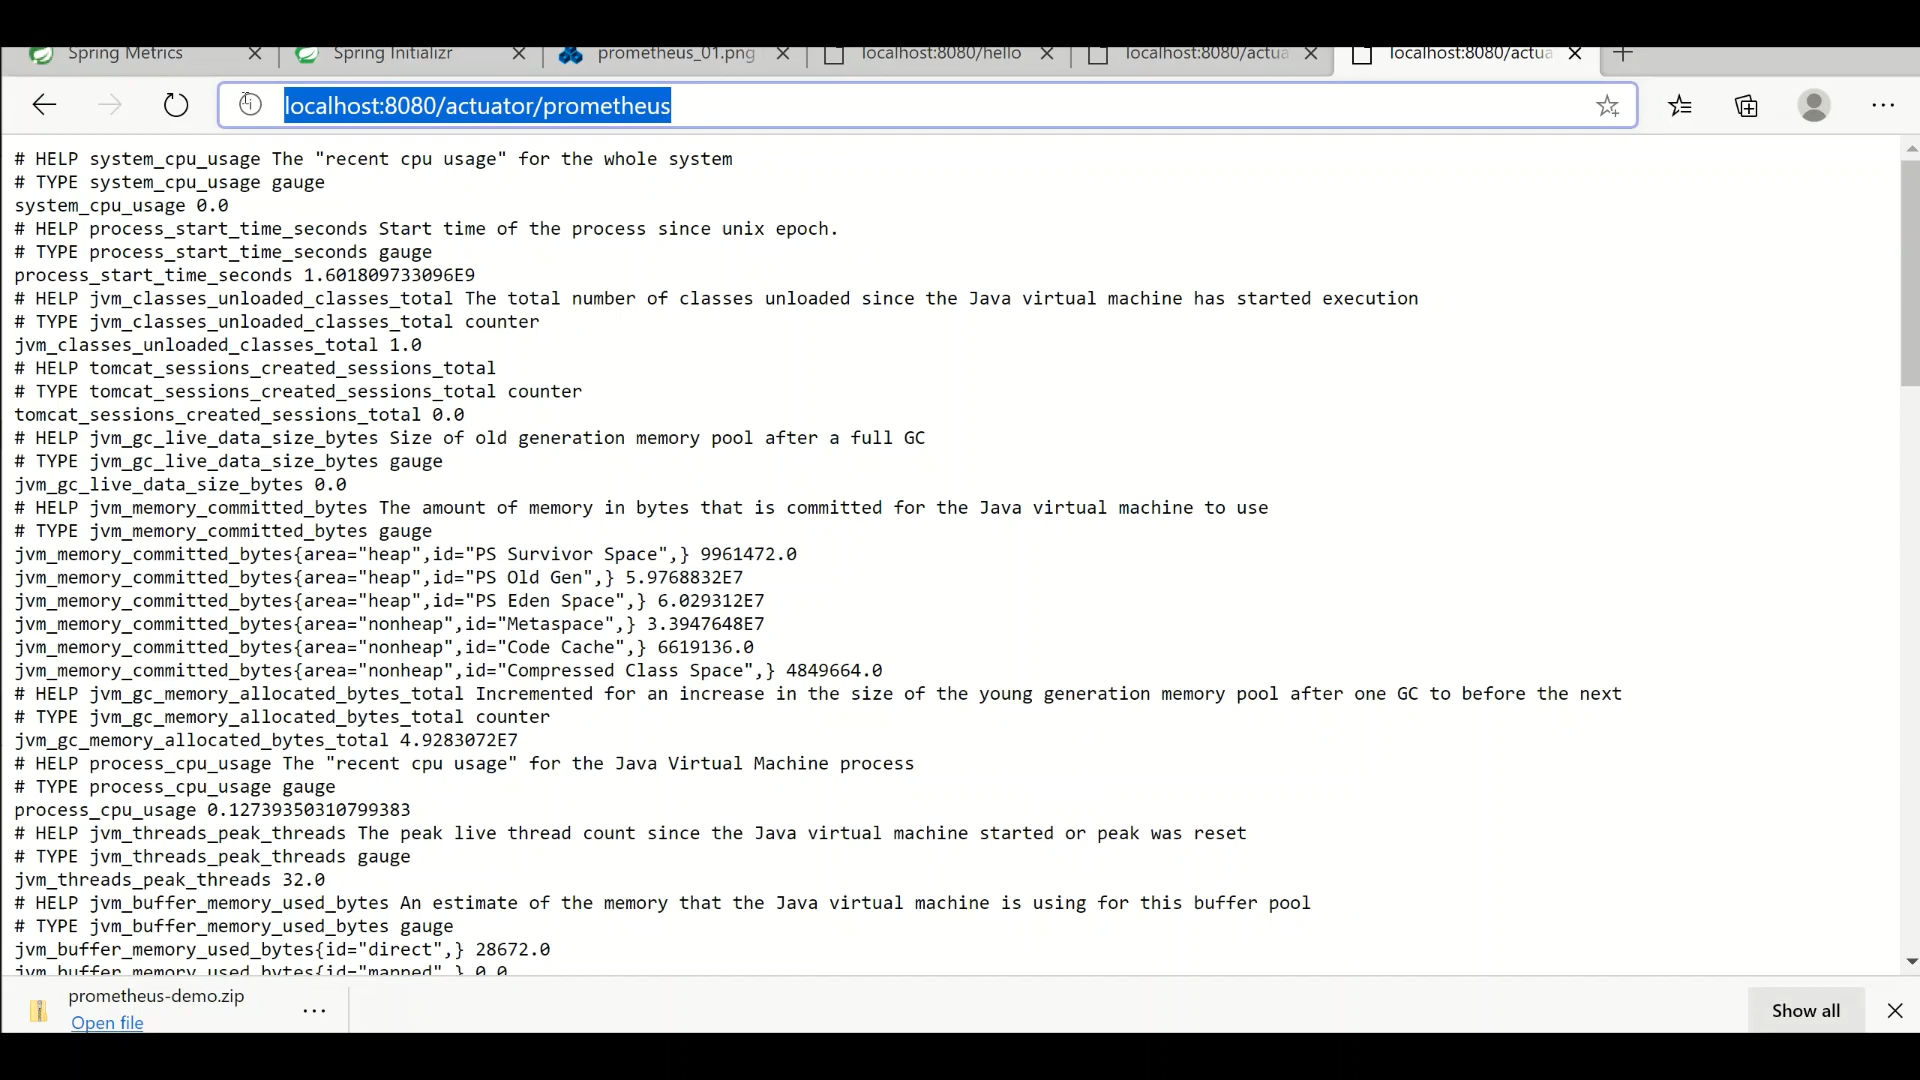 Spring Metrics
Spring Initializr
prometheus_01.png
localhost:8080/hello
localhost:8080/actua
localhost:8080/actua
localhost:8080/actuator/prometheus
# HELP system_cpu_usage The "recent cpu usage" for the whole system
# TYPE system_cpu_usage gauge
system_cpu_usage 0.0
# HELP process_start_time_seconds Start time of the process since unix epoch.
# TYPE process_start_time_seconds gauge
process_start_time_seconds 1.601809733096E9
# HELP jvm_classes_unloaded_classes_total The total number of classes unloaded since the Java virtual machine has started execution
# TYPE jvm_classes_unloaded_classes_total counter
jvm_classes_unloaded_classes_total 1.0
# HELP tomcat_sessions_created_sessions_total
# TYPE tomcat_sessions_created_sessions_total counter
tomcat_sessions_created_sessions_total 0.0
# HELP jvm_gc_live_data_size_bytes Size of old generation memory pool after a full GC
# TYPE jvm_gc_live_data_size_bytes gauge
jvm_gc_live_data_size_bytes 0.0
# HELP jvm_memory_committed_bytes The amount of memory in bytes that is committed for the Java virtual machine to use
# TYPE jvm_memory_committed_bytes gauge
jvm_memory_committed_bytes{area="heap",id="PS Survivor Space",} 9961472.0
jvm_memory_committed_bytes{area="heap",id="PS Old Gen",} 5.9768832E7
jvm_memory_committed_bytes{area="heap",id="PS Eden Space",} 6.029312E7
jvm_memory_committed_bytes{area="nonheap",id="Metaspace",} 3.3947648E7
jvm_memory_committed_bytes{area="nonheap",id="Code Cache",} 6619136.0
jvm_memory_committed_bytes{area="nonheap",id="Compressed Class Space",} 4849664.0
# HELP jvm_gc_memory_allocated_bytes_total Incremented for an increase in the size of the young generation memory pool after one GC to before the next
# TYPE jvm_gc_memory_allocated_bytes_total counter
jvm_gc_memory_allocated_bytes_total 4.9283072E7
# HELP process_cpu_usage The "recent cpu usage" for the Java Virtual Machine process
# TYPE process_cpu_usage gauge
process_cpu_usage 0.12739350310799383
# HELP jvm_threads_peak_threads The peak live thread count since the Java virtual machine started or peak was reset
# TYPE jvm_threads_peak_threads gauge
jvm_threads_peak_threads 32.0
# HELP jvm_buffer_memory_used_bytes An estimate of the memory that the Java virtual machine is using for this buffer pool
# TYPE jvm_buffer_memory_used_bytes gauge
jvm_buffer_memory_used_bytes{id="direct",} 28672.0
jvm_buffer_memory_used_bytes{id="mapped",} 0.0
prometheus-demo.zip
Open file
Show all